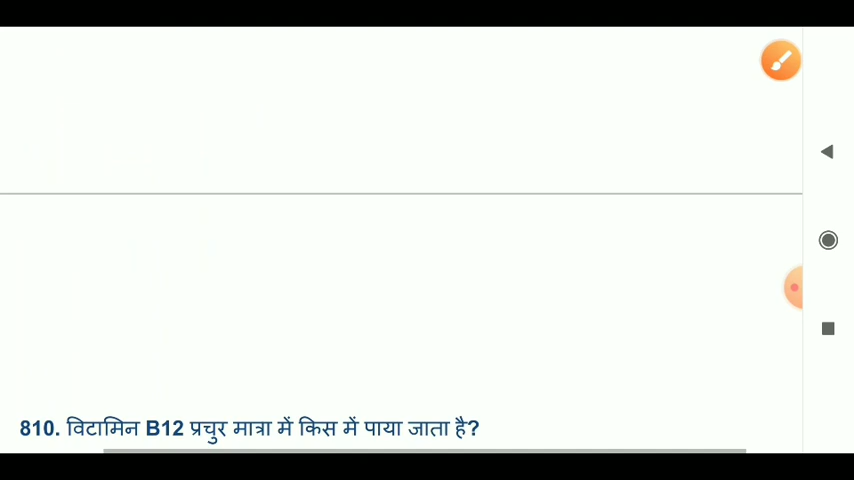 810. विटामिन B12 प्रचुर मात्रा में किस में पाया जाता है?